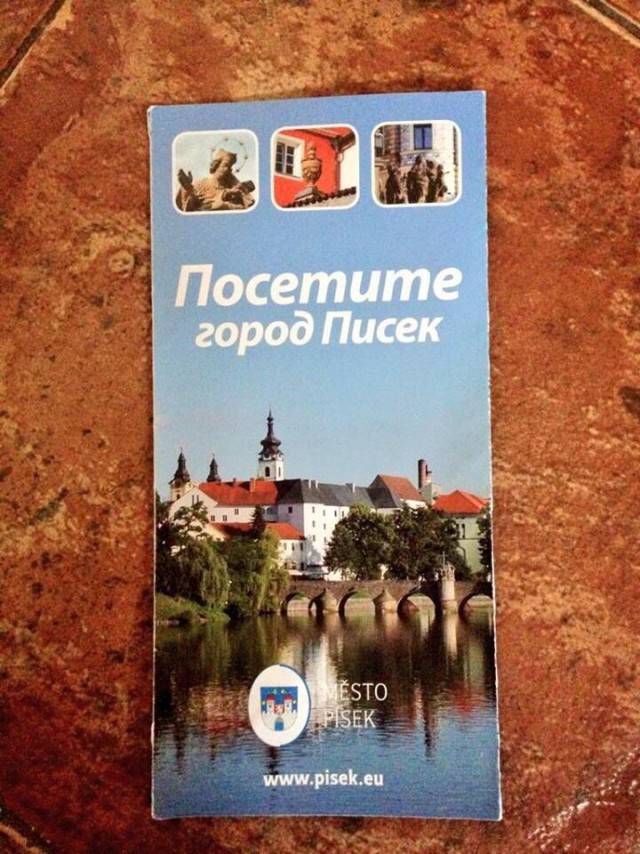 Посетите
город Писек
MĚSTO
PÍSEK
www.pisek.eu